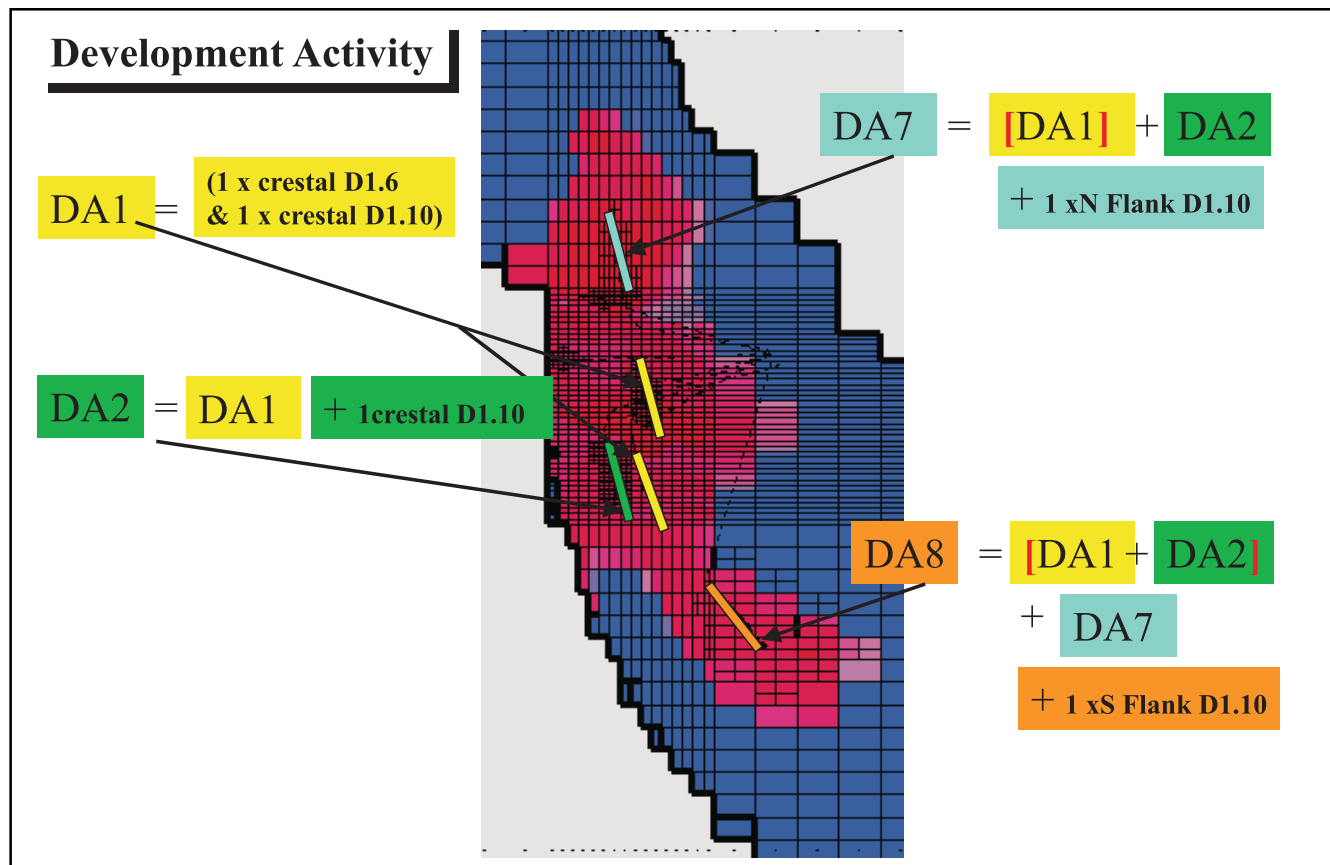 Development Activity
DA1 = (1 x crestal D1.6
& 1 x crestal D1.10)
DA2 = DA1 + 1crestal D1.10
DA7 = [DA1] + DA2
+ 1 xN Flank D1.10
DA8 = [DA1 + DA2]
+ DA7
+ 1 xS Flank D1.10